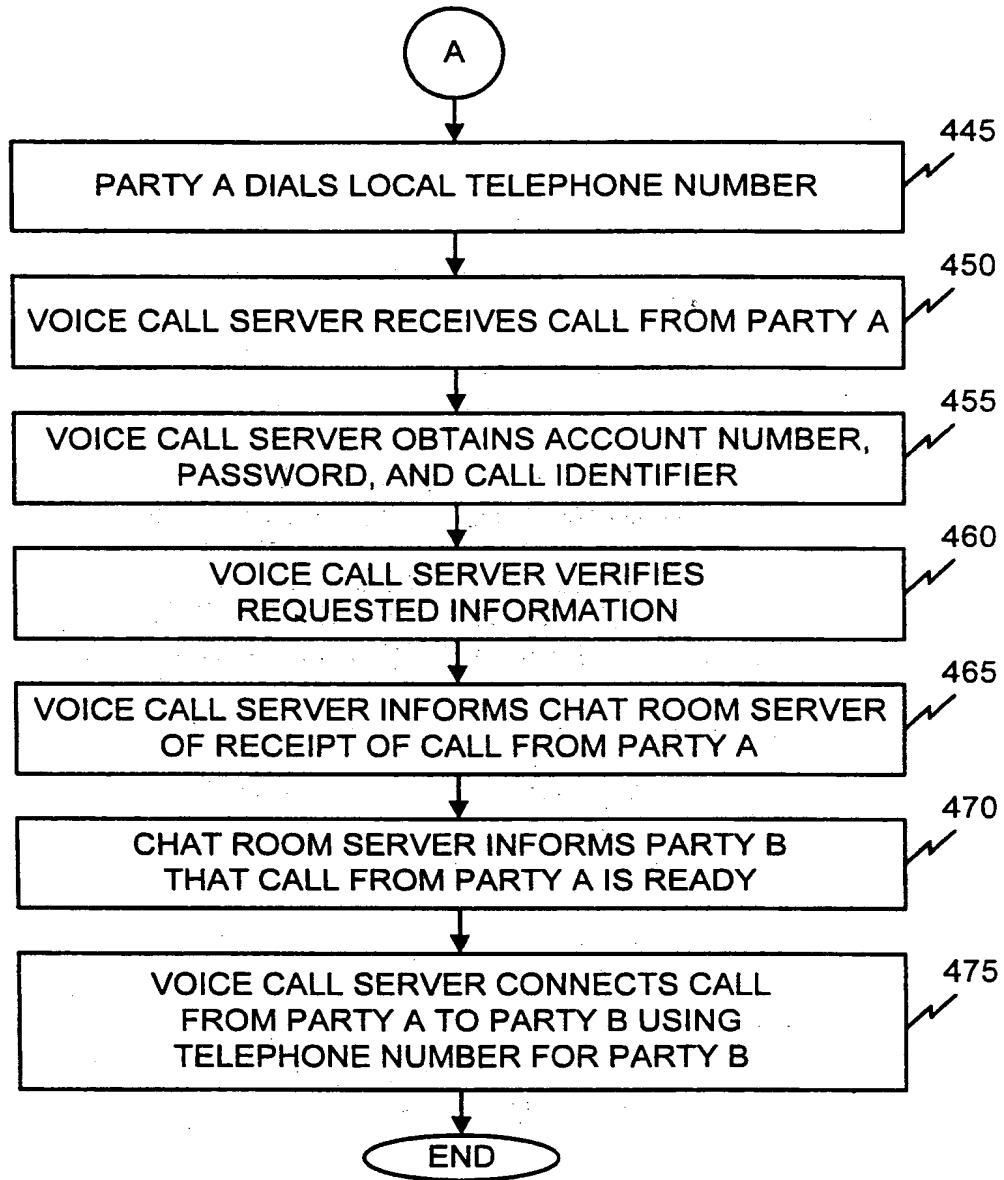 A
445
PARTY A DIALS LOCAL TELEPHONE NUMBER
450
VOICE CALL SERVER RECEIVES CALL FROM PARTY A
455
VOICE CALL SERVER OBTAINS ACCOUNT NUMBER,
PASSWORD, AND CALL IDENTIFIER
460
VOICE CALL SERVER VERIFIES
REQUESTED INFORMATION
465
VOICE CALL SERVER INFORMS CHAT ROOM SERVER
OF RECEIPT OF CALL FROM PARTY A
470
CHAT ROOM SERVER INFORMS PARTY B
THAT CALL FROM PARTY A IS READY
475
VOICE CALL SERVER CONNECTS CALL
FROM PARTY A TO PARTY B USING
TELEPHONE NUMBER FOR PARTY B
END